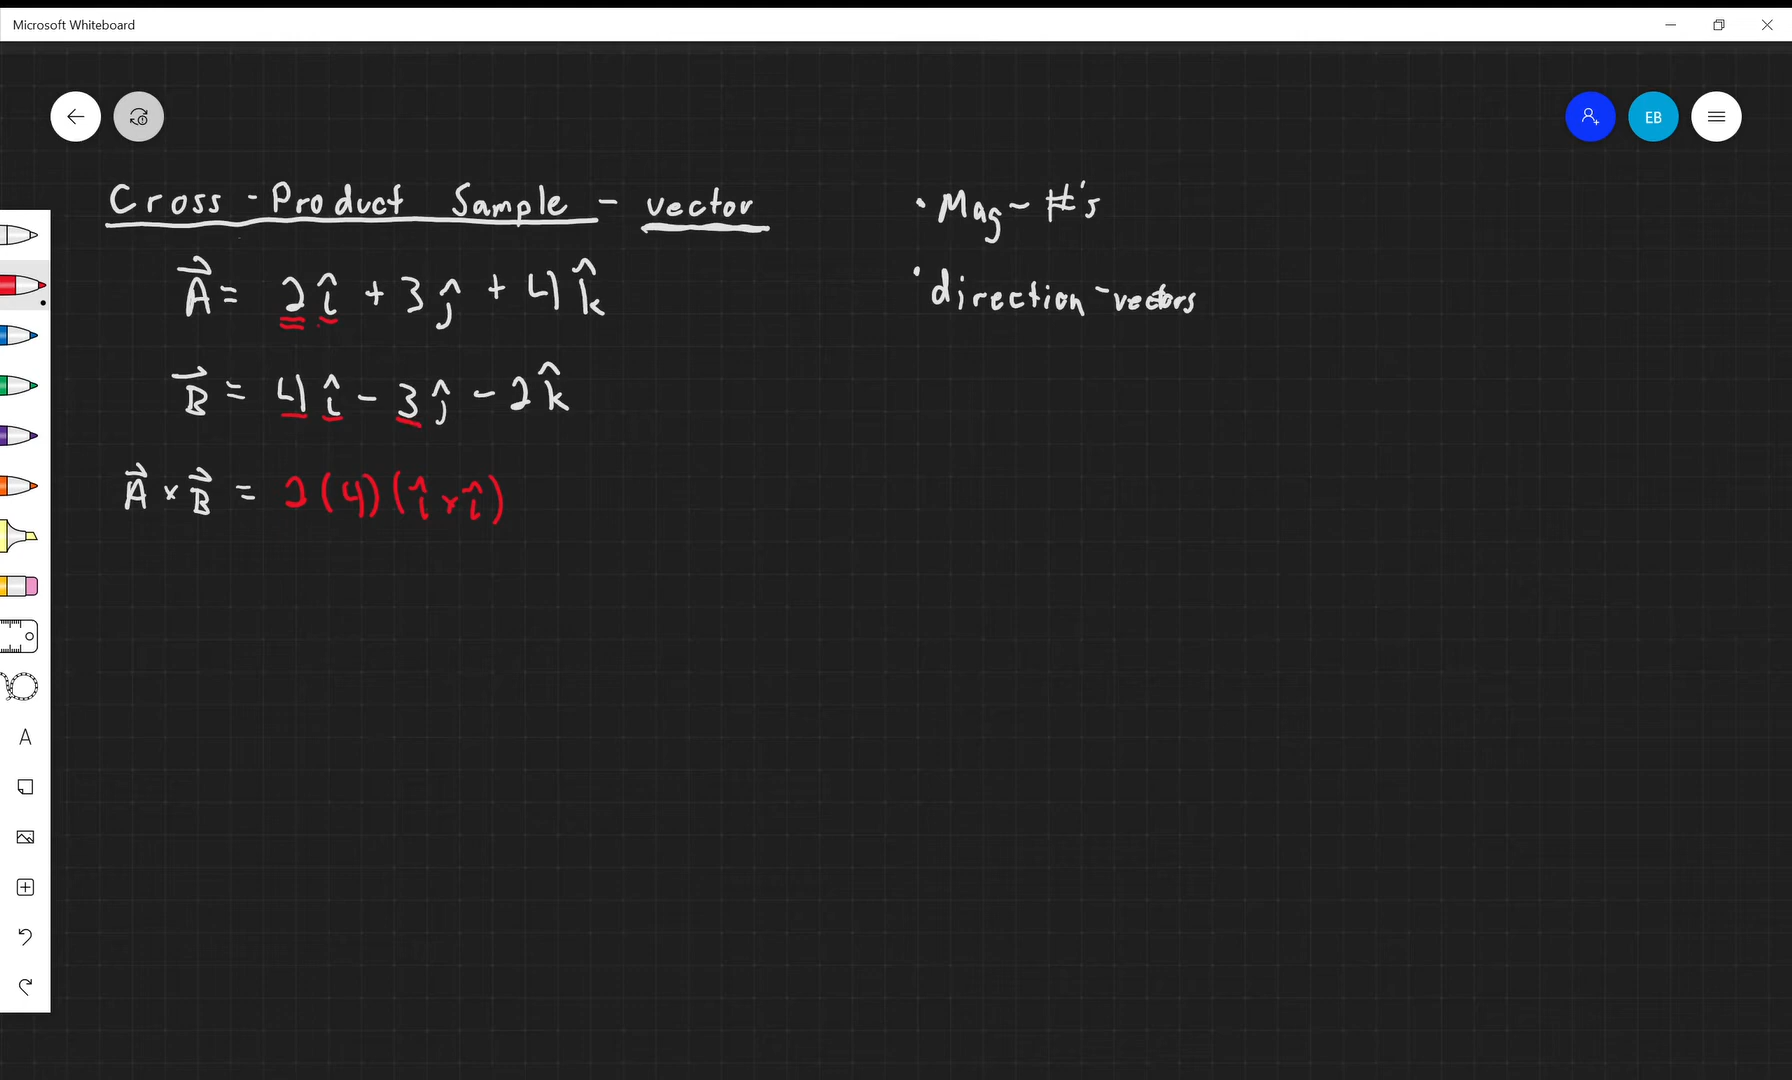 Microsoft Whiteboard
EB
Cross-Product Sample - vector
• Mag - #'s
A⃗ = 2î + 3ĵ + 4k̂
• direction - vectors
B⃗ = 4î - 3ĵ - 2k̂
A⃗ × B⃗ = 2(4)(î × î)
A